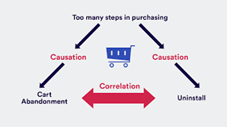 Too many steps in purchasing
Causation
Causation
Correlation
Cart
Abandonment
Uninstall